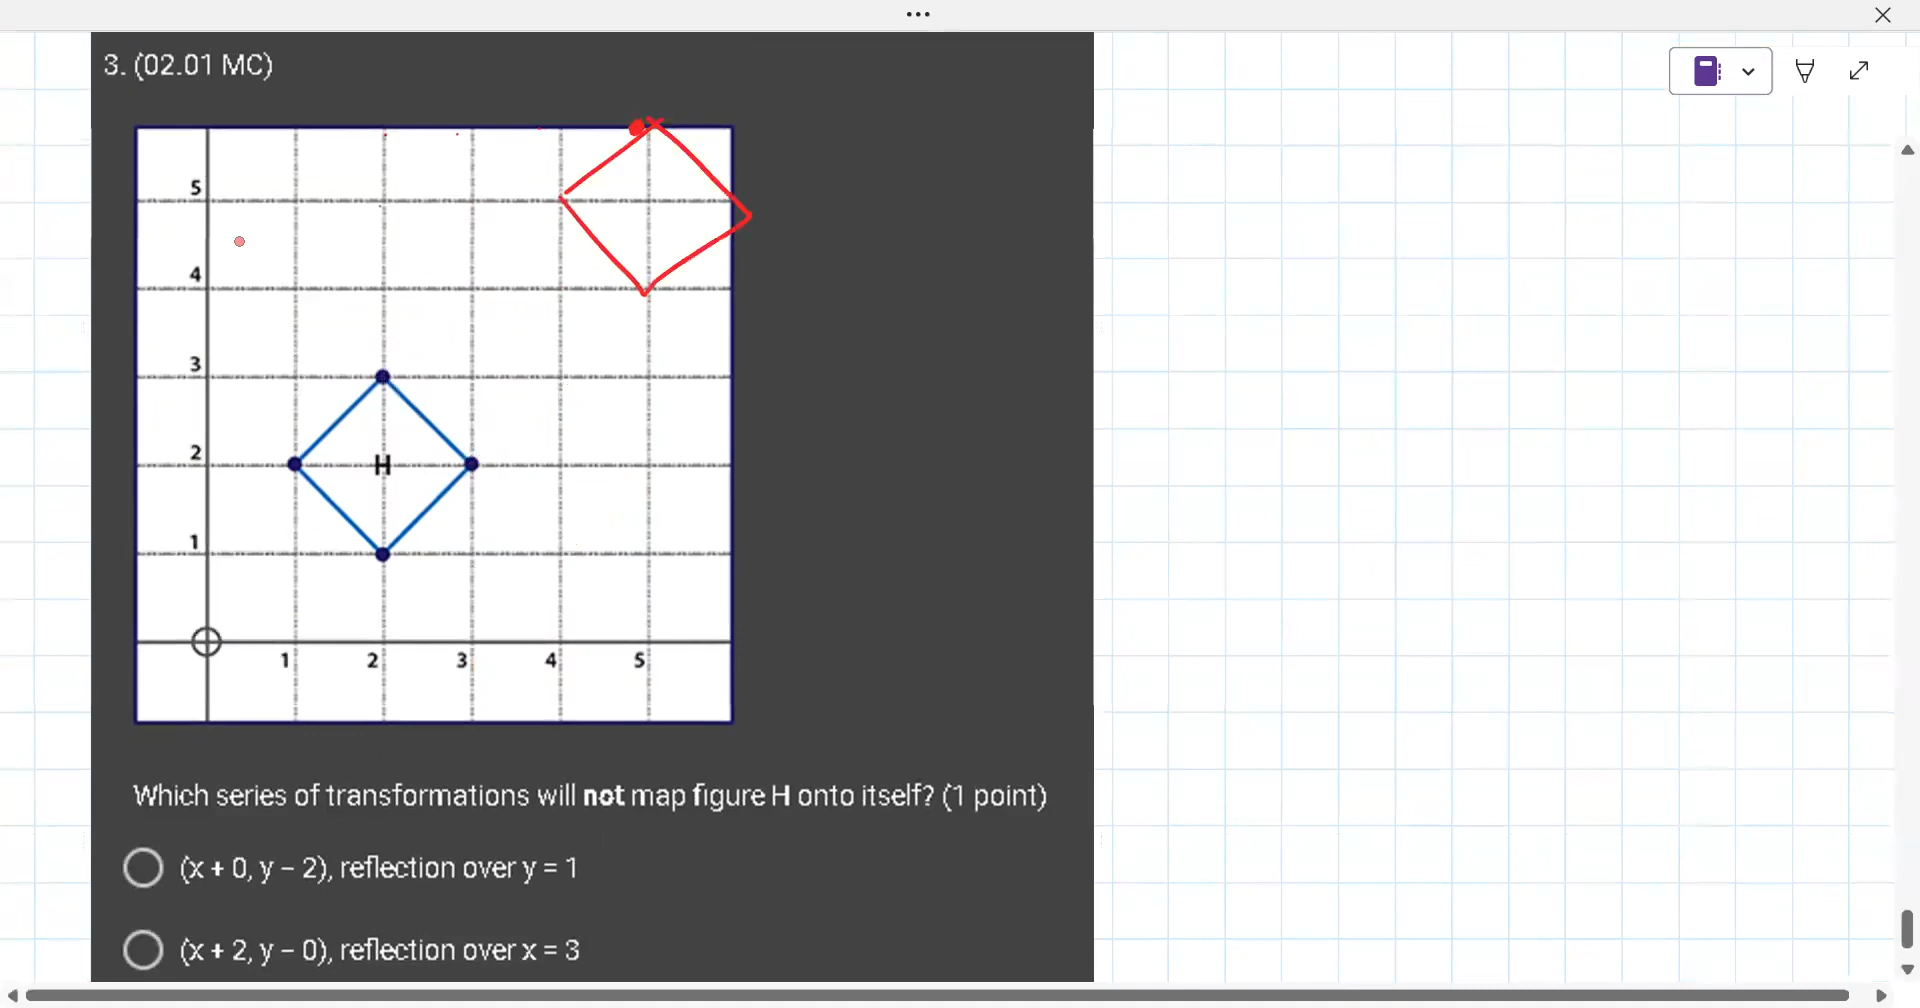 3. (02.01 MC)
5
4
3
2
H
1
1 2 3 4 5
Which series of transformations will not map figure H onto itself? (1 point)
(x + 0, y − 2), reflection over y = 1
(x + 2, y − 0), reflection over x = 3